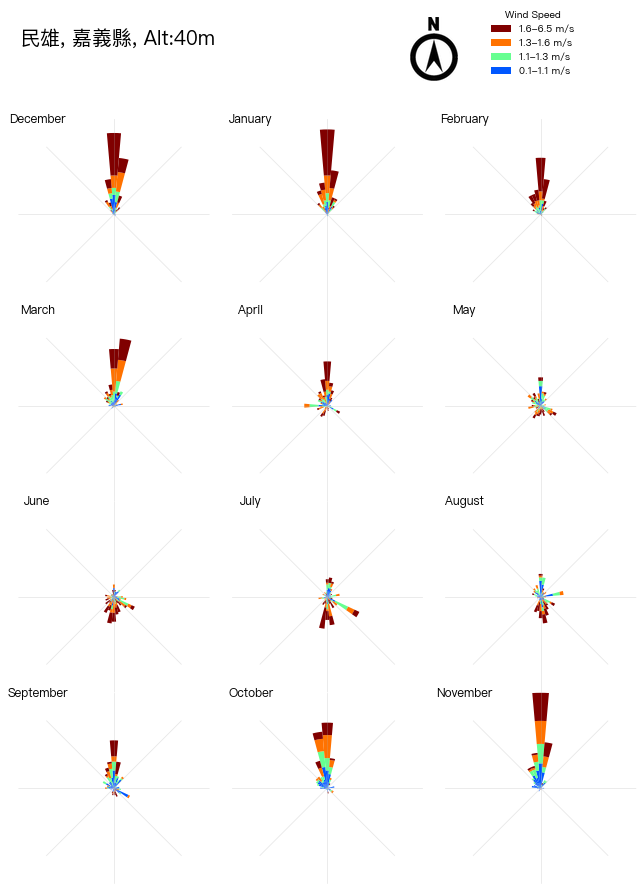 民雄, 嘉義縣, Alt:40m
N
Wind Speed
1.6–6.5 m/s
1.3–1.6 m/s
1.1–1.3 m/s
0.1–1.1 m/s
December
January
February
March
April
May
June
July
August
September
October
November